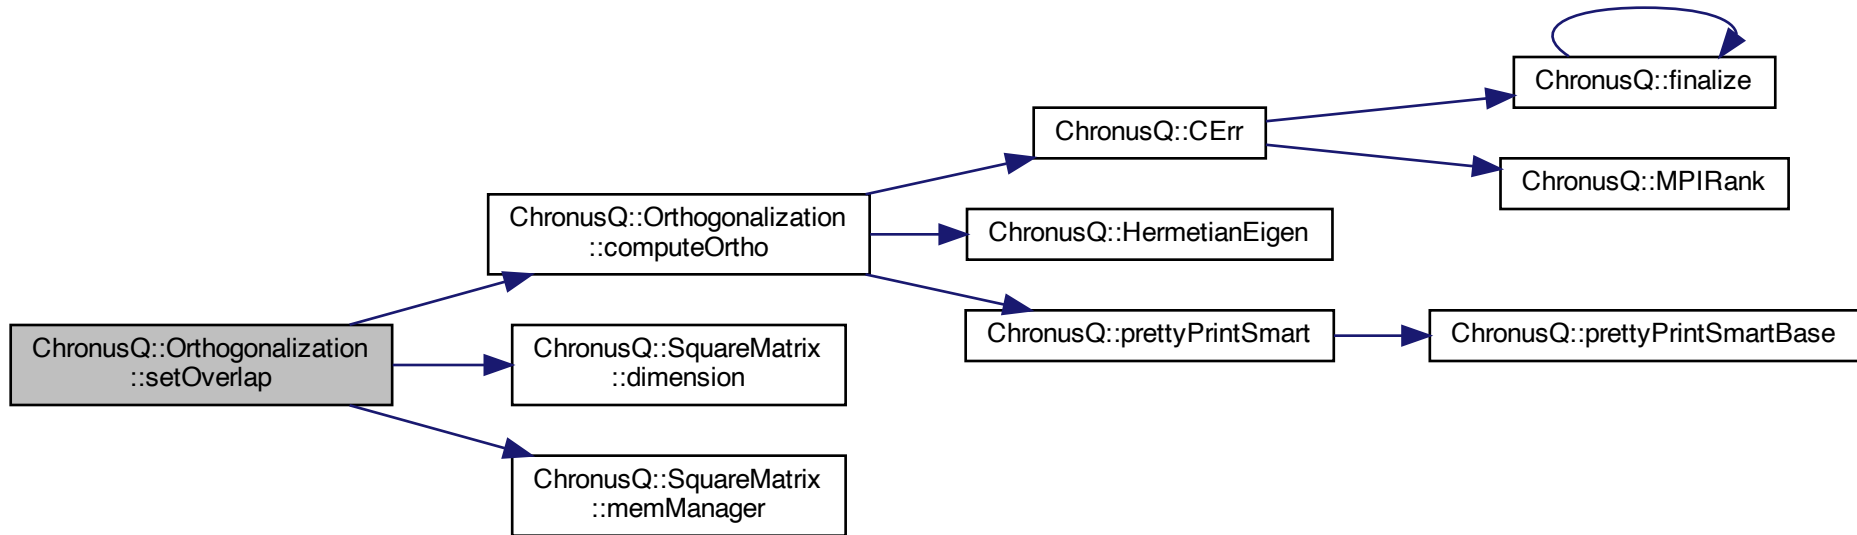 ChronusQ::Orthogonalization
::setOverlap
ChronusQ::Orthogonalization
::computeOrtho
ChronusQ::CErr
ChronusQ::finalize
ChronusQ::MPIRank
ChronusQ::HermetianEigen
ChronusQ::prettyPrintSmart
ChronusQ::prettyPrintSmartBase
ChronusQ::SquareMatrix
::dimension
ChronusQ::SquareMatrix
::memManager